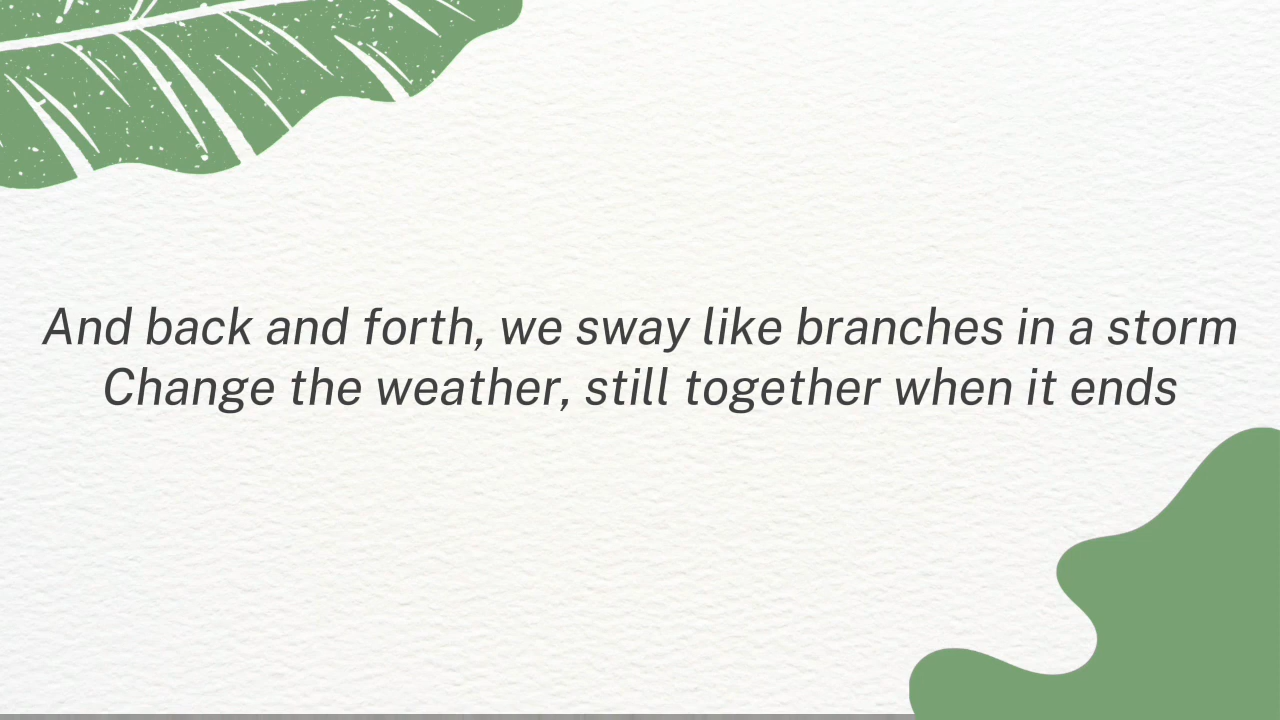 And back and forth, we sway like branches in a storm
Change the weather, still together when it ends